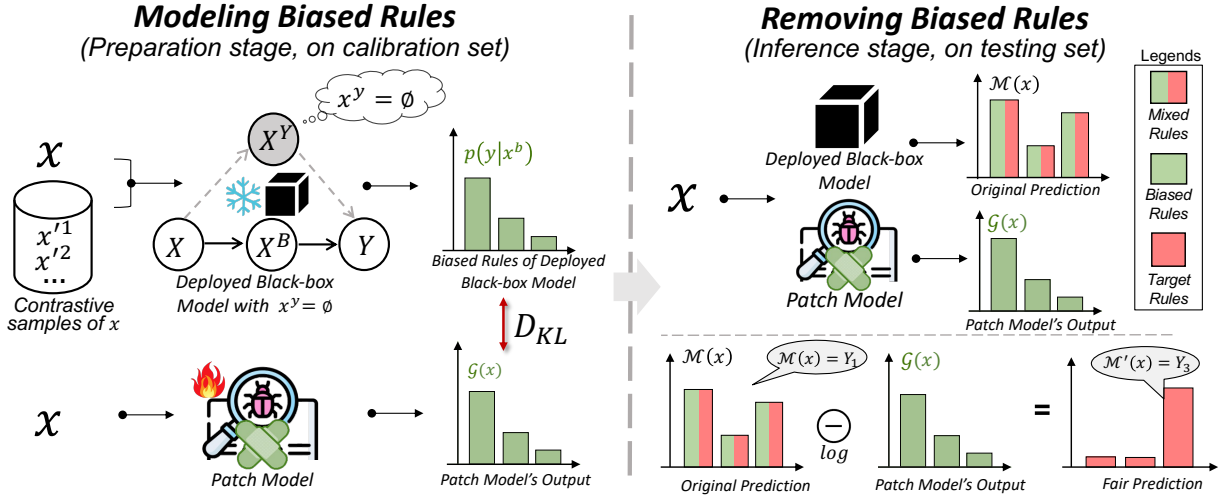 Modeling Biased Rules
(Preparation stage, on calibration set)
x
x'1
x'2
...
Contrastive
samples of x
x^y = ∅
X^Y
X
X^B
Y
Deployed Black-box
Model with x^y = ∅
p(y|x^b)
Biased Rules of Deployed
Black-box Model
D_KL
x
Patch Model
G(x)
Patch Model's Output
Removing Biased Rules
(Inference stage, on testing set)
x
Deployed Black-box
Model
M(x)
Original Prediction
Patch Model
G(x)
Patch Model's Output
Legends
Mixed
Rules
Biased
Rules
Target
Rules
M(x)
M(x) = Y_1
Original Prediction
−
log
G(x)
Patch Model's Output
=
M'(x) = Y_3
Fair Prediction